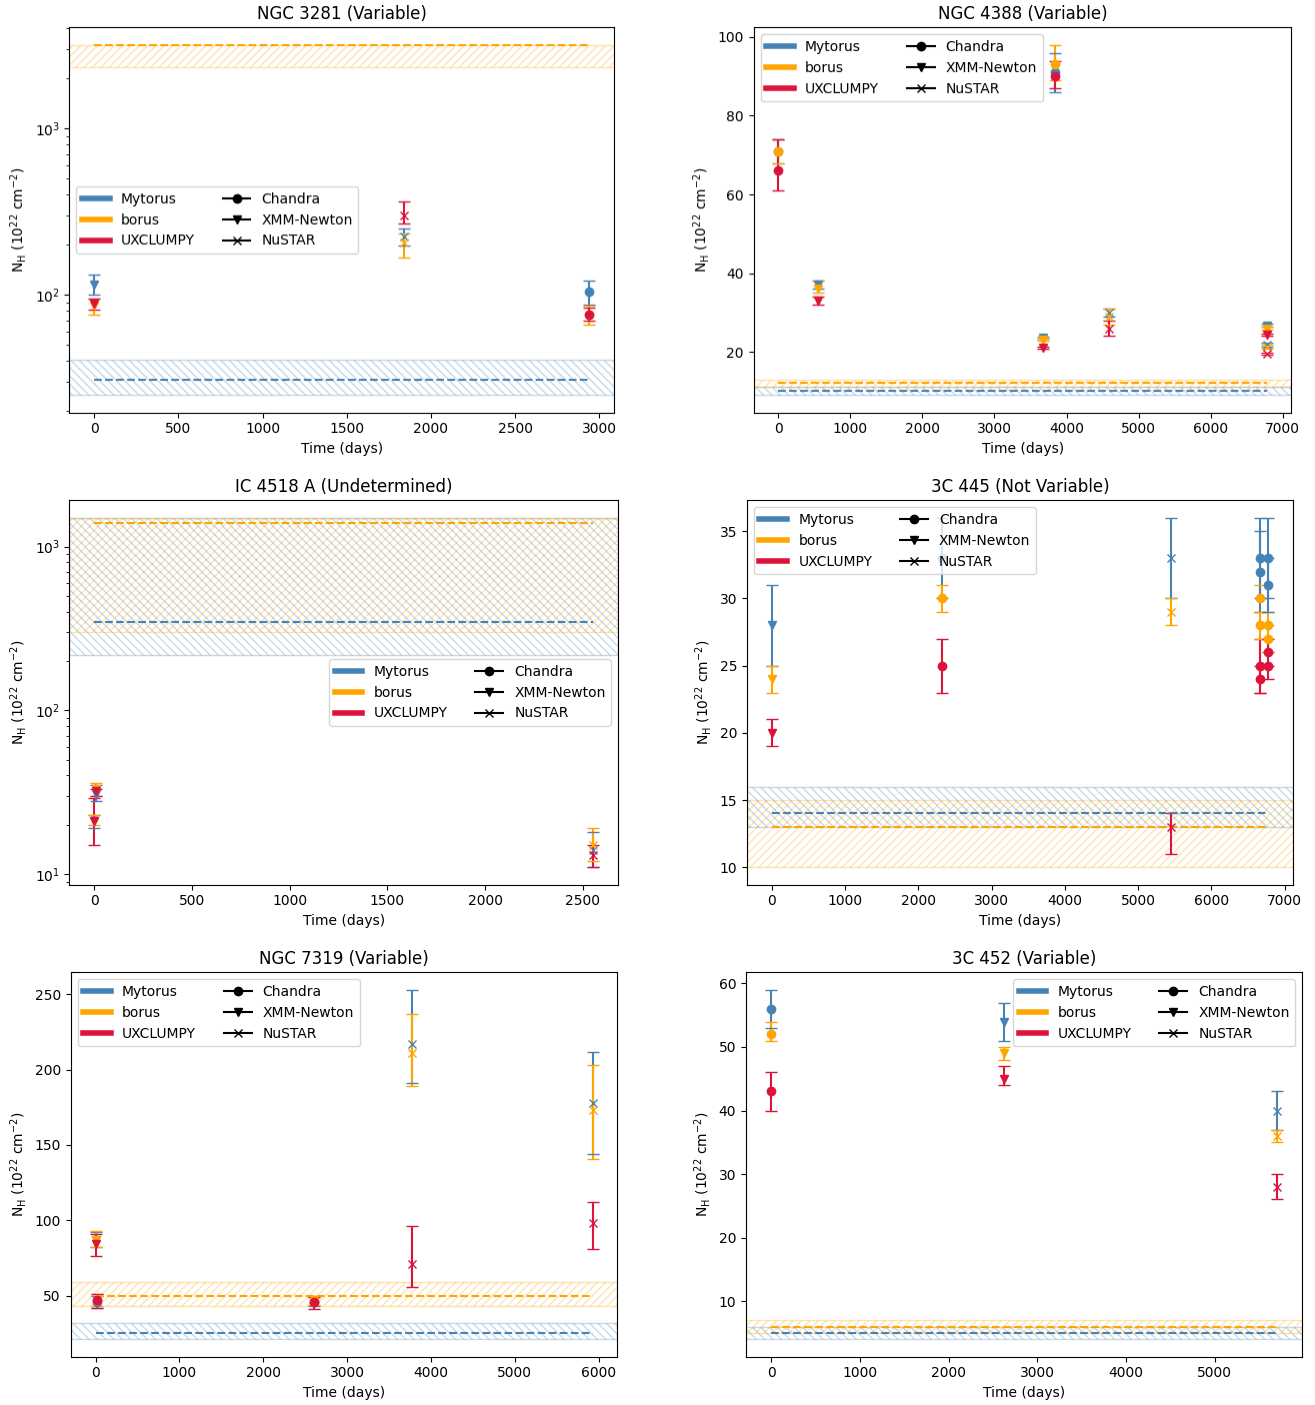 NGC 3281 (Variable)
N_H (10^22 cm^−2)
10^3
10^2
Mytorus
borus
UXCLUMPY
Chandra
XMM-Newton
NuSTAR
0 500 1000 1500 2000 2500 3000
Time (days)
NGC 4388 (Variable)
N_H (10^22 cm^−2)
100
80
60
40
20
Mytorus
borus
UXCLUMPY
Chandra
XMM-Newton
NuSTAR
0 1000 2000 3000 4000 5000 6000 7000
Time (days)
IC 4518 A (Undetermined)
N_H (10^22 cm^−2)
10^3
10^2
10^1
Mytorus
borus
UXCLUMPY
Chandra
XMM-Newton
NuSTAR
0 500 1000 1500 2000 2500
Time (days)
3C 445 (Not Variable)
N_H (10^22 cm^−2)
35
30
25
20
15
10
Mytorus
borus
UXCLUMPY
Chandra
XMM-Newton
NuSTAR
0 1000 2000 3000 4000 5000 6000 7000
Time (days)
NGC 7319 (Variable)
N_H (10^22 cm^−2)
250
200
150
100
50
Mytorus
borus
UXCLUMPY
Chandra
XMM-Newton
NuSTAR
0 1000 2000 3000 4000 5000 6000
Time (days)
3C 452 (Variable)
N_H (10^22 cm^−2)
60
50
40
30
20
10
Mytorus
borus
UXCLUMPY
Chandra
XMM-Newton
NuSTAR
0 1000 2000 3000 4000 5000
Time (days)